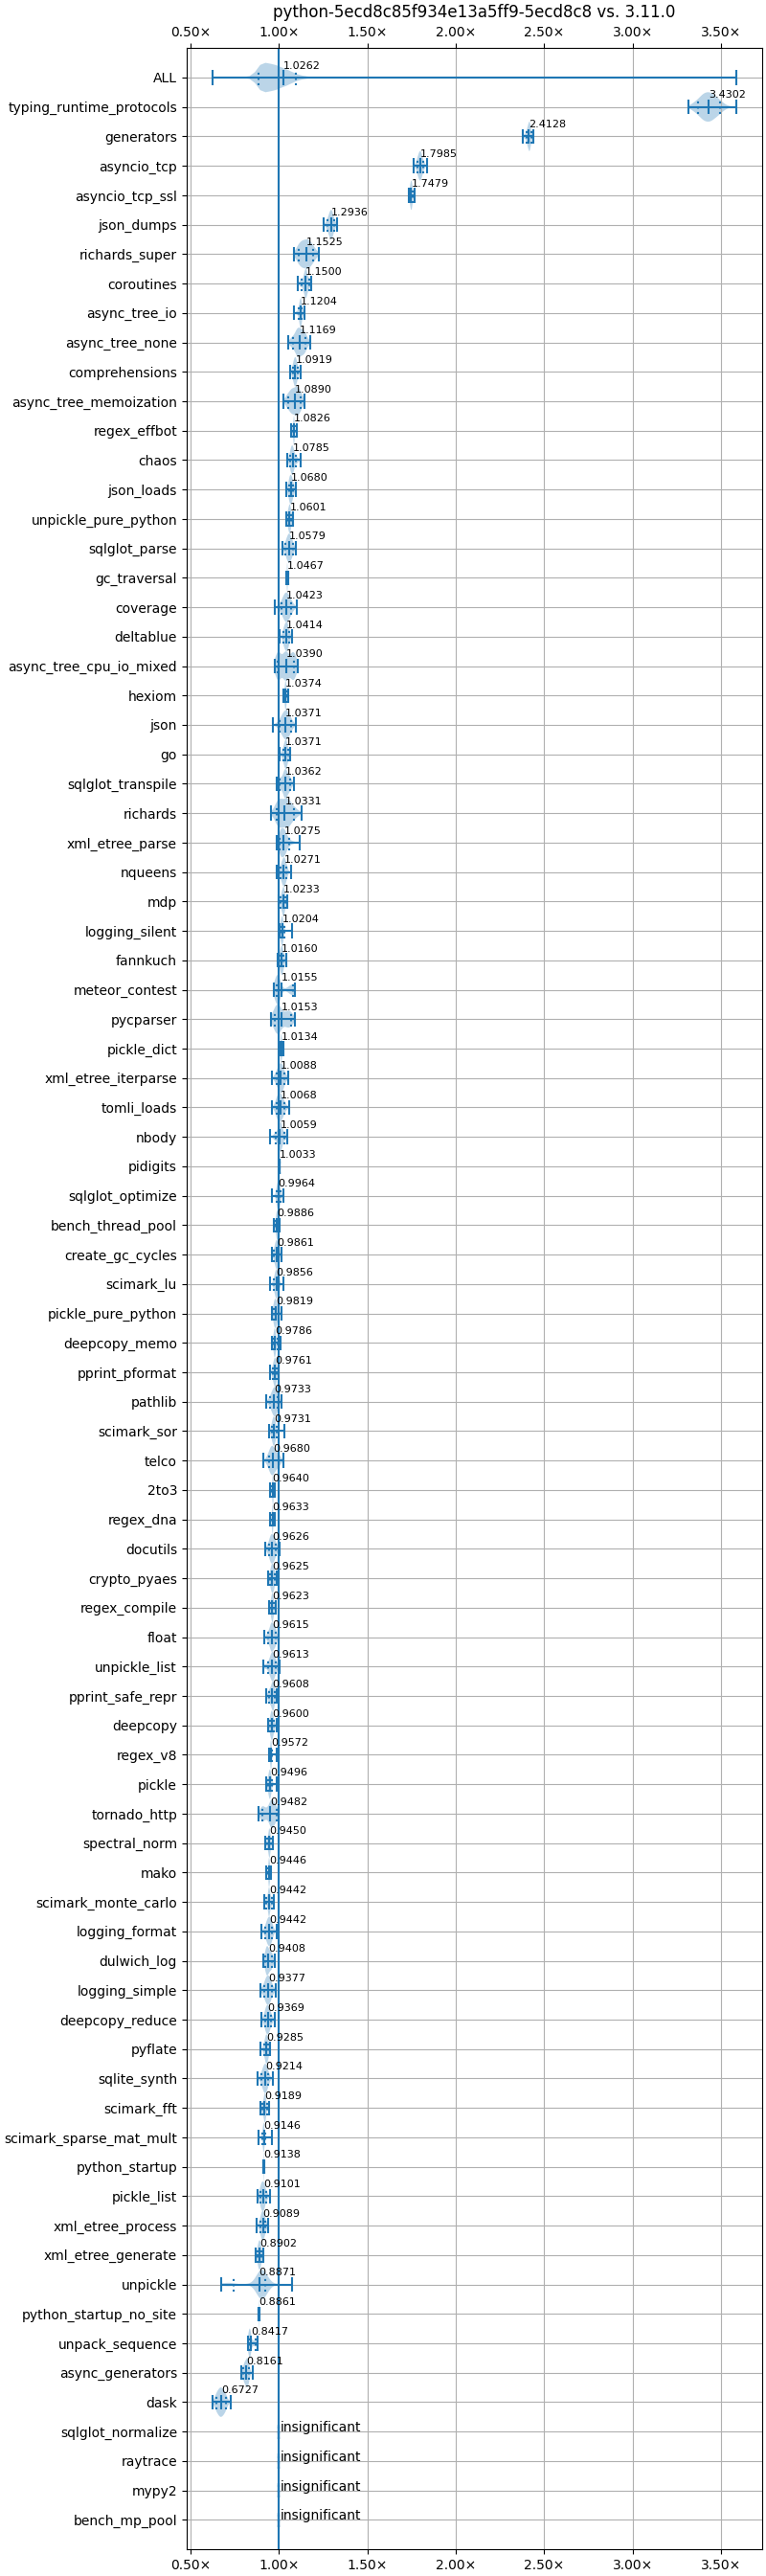 python-5ecd8c85f934e13a5ff9-5ecd8c8 vs. 3.11.0
0.50× 1.00× 1.50× 2.00× 2.50× 3.00× 3.50×
ALL 1.0262
typing_runtime_protocols 3.4302
generators 2.4128
asyncio_tcp 1.7985
asyncio_tcp_ssl 1.7479
json_dumps 1.2936
richards_super 1.1525
coroutines 1.1500
async_tree_io 1.1204
async_tree_none 1.1169
comprehensions 1.0919
async_tree_memoization 1.0890
regex_effbot 1.0826
chaos 1.0785
json_loads 1.0680
unpickle_pure_python 1.0601
sqlglot_parse 1.0579
gc_traversal 1.0467
coverage 1.0423
deltablue 1.0414
async_tree_cpu_io_mixed 1.0390
hexiom 1.0374
json 1.0371
go 1.0371
sqlglot_transpile 1.0362
richards 1.0331
xml_etree_parse 1.0275
nqueens 1.0271
mdp 1.0233
logging_silent 1.0204
fannkuch 1.0160
meteor_contest 1.0155
pycparser 1.0153
pickle_dict 1.0134
xml_etree_iterparse 1.0088
tomli_loads 1.0068
nbody 1.0059
pidigits 1.0033
sqlglot_optimize 0.9964
bench_thread_pool 0.9886
create_gc_cycles 0.9861
scimark_lu 0.9856
pickle_pure_python 0.9819
deepcopy_memo 0.9786
pprint_pformat 0.9761
pathlib 0.9733
scimark_sor 0.9731
telco 0.9680
2to3 0.9640
regex_dna 0.9633
docutils 0.9626
crypto_pyaes 0.9625
regex_compile 0.9623
float 0.9615
unpickle_list 0.9613
pprint_safe_repr 0.9608
deepcopy 0.9600
regex_v8 0.9572
pickle 0.9496
tornado_http 0.9482
spectral_norm 0.9450
mako 0.9446
scimark_monte_carlo 0.9442
logging_format 0.9442
dulwich_log 0.9408
logging_simple 0.9377
deepcopy_reduce 0.9369
pyflate 0.9285
sqlite_synth 0.9214
scimark_fft 0.9189
scimark_sparse_mat_mult 0.9146
python_startup 0.9138
pickle_list 0.9101
xml_etree_process 0.9089
xml_etree_generate 0.8902
unpickle 0.8871
python_startup_no_site 0.8861
unpack_sequence 0.8417
async_generators 0.8161
dask 0.6727
sqlglot_normalize insignificant
raytrace insignificant
mypy2 insignificant
bench_mp_pool insignificant
0.50× 1.00× 1.50× 2.00× 2.50× 3.00× 3.50×